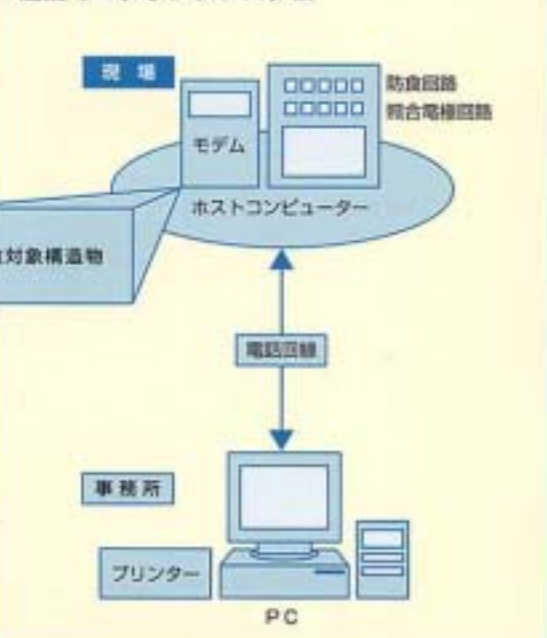 現場
防食回路
照合電極回路
モデム
ホストコンピューター
対象構造物
電話回線
事務所
プリンター
PC